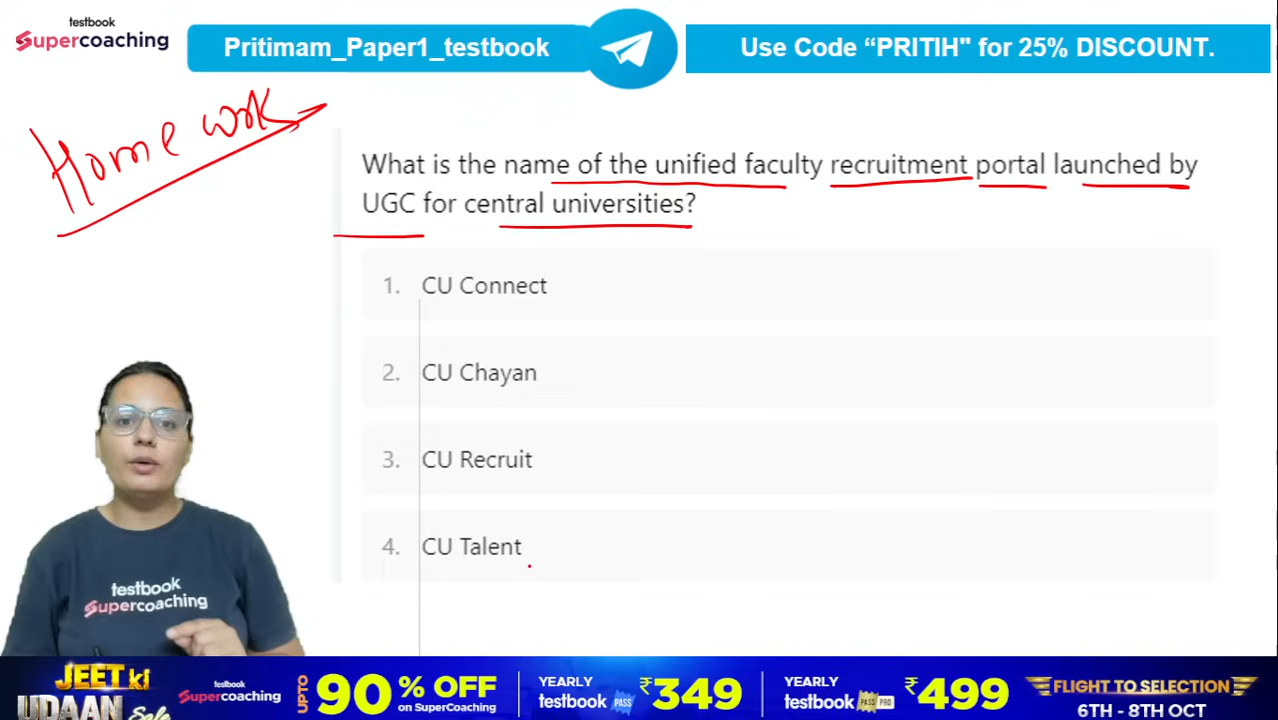 testbook
Supercoaching
Pritimam_Paper1_testbook
Use Code “PRITIH" for 25% DISCOUNT.
Home work
What is the name of the unified faculty recruitment portal launched by
UGC for central universities?
1. CU Connect
2. CU Chayan
3. CU Recruit
4. CU Talent
testbook
Supercoaching
JEET ki
UDAAN Sale
testbook
Supercoaching
UPTO 90% OFF
on SuperCoaching
YEARLY
testbook PASS
₹349
YEARLY
testbook PASS PRO
₹499
FLIGHT TO SELECTION
6TH - 8TH OCT